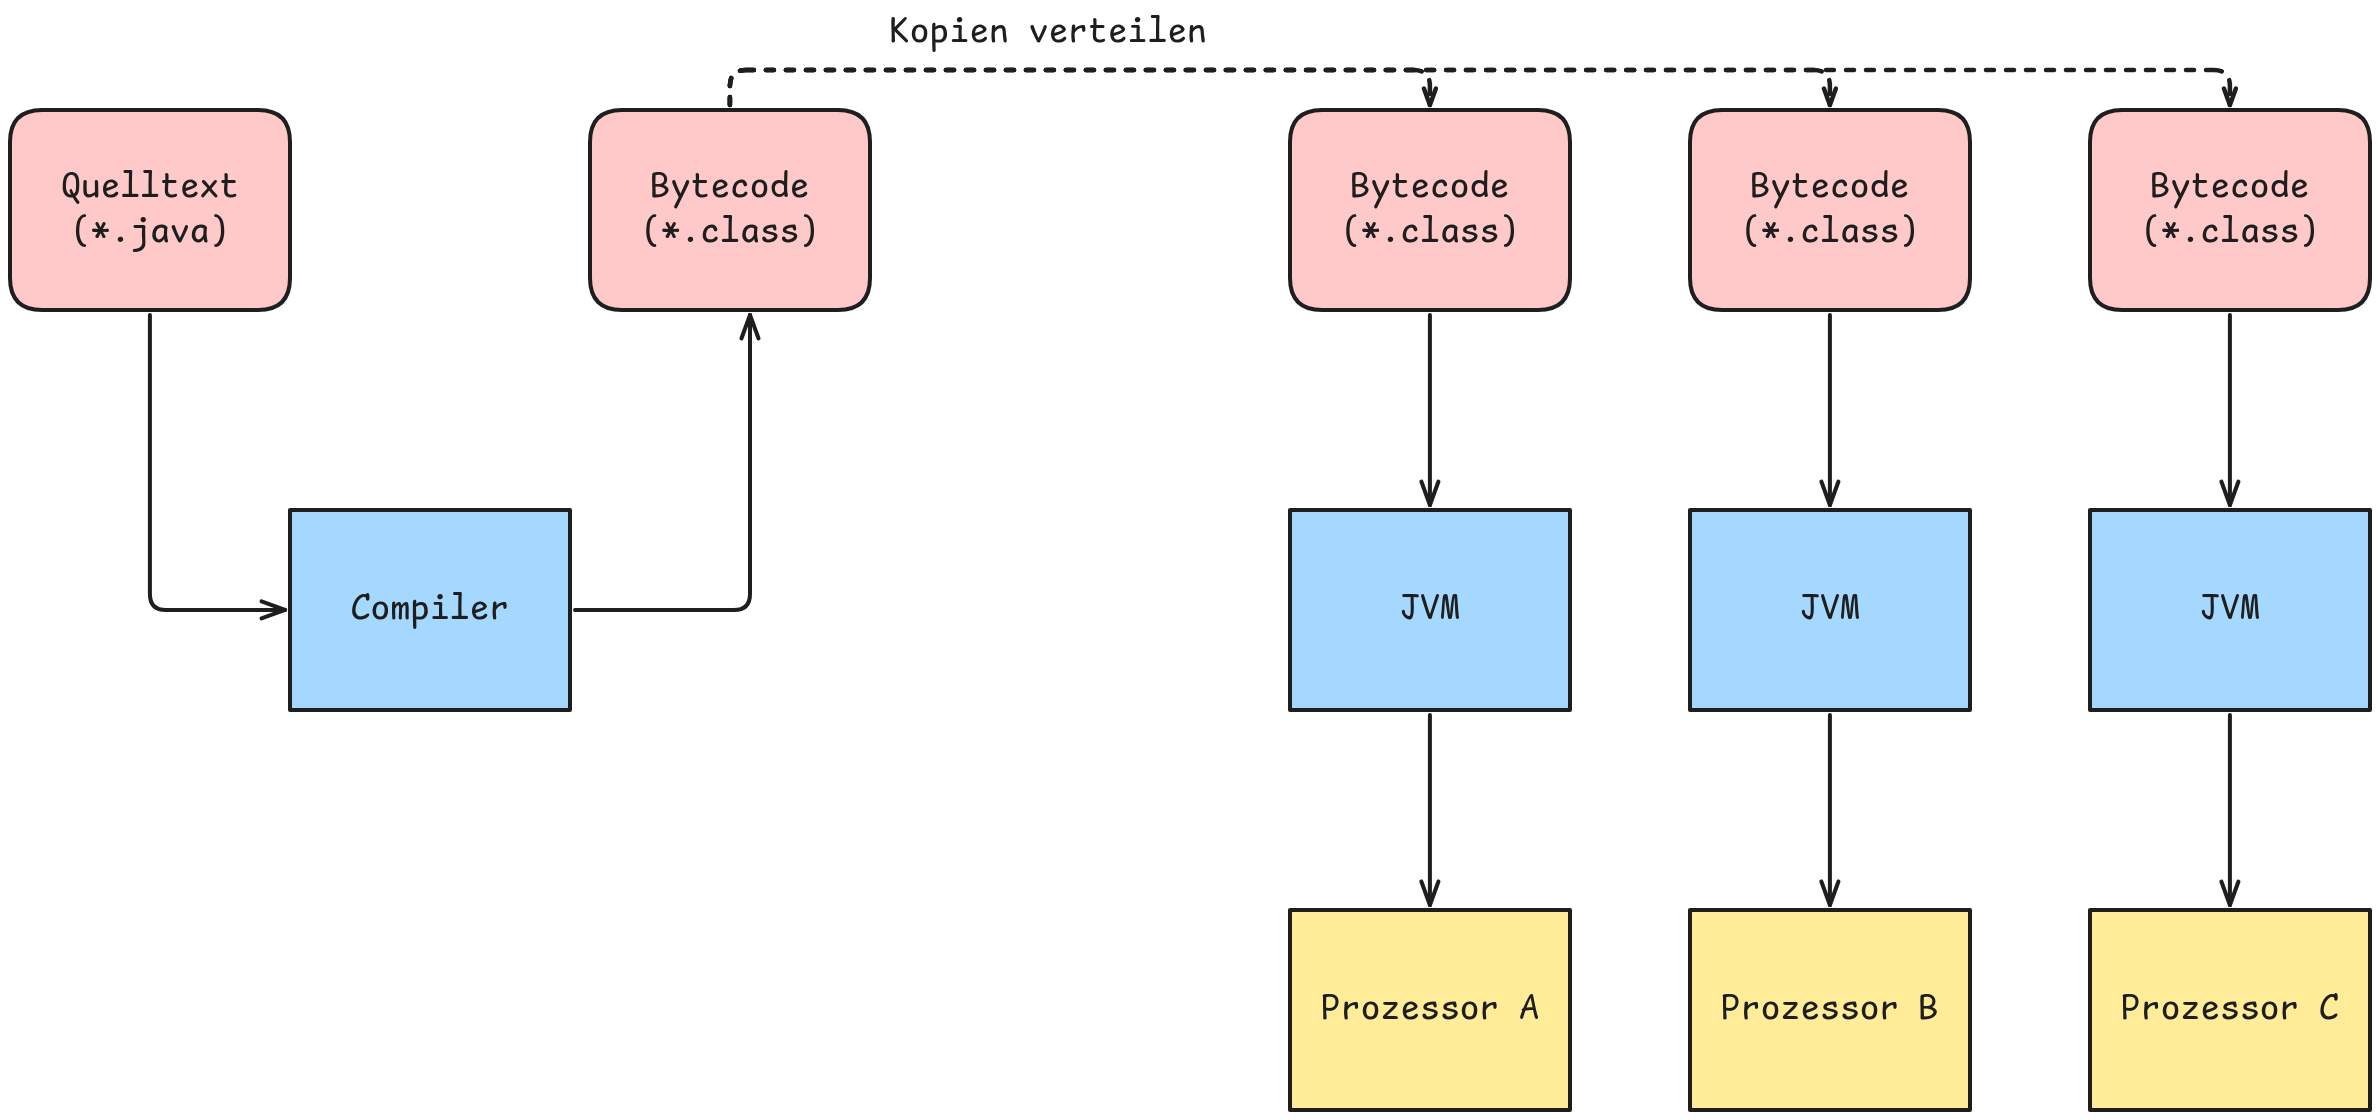 Kopien verteilen
Quelltext
(*.java)
Bytecode
(*.class)
Bytecode
(*.class)
Bytecode
(*.class)
Bytecode
(*.class)
Compiler
JVM
JVM
JVM
Prozessor A
Prozessor B
Prozessor C